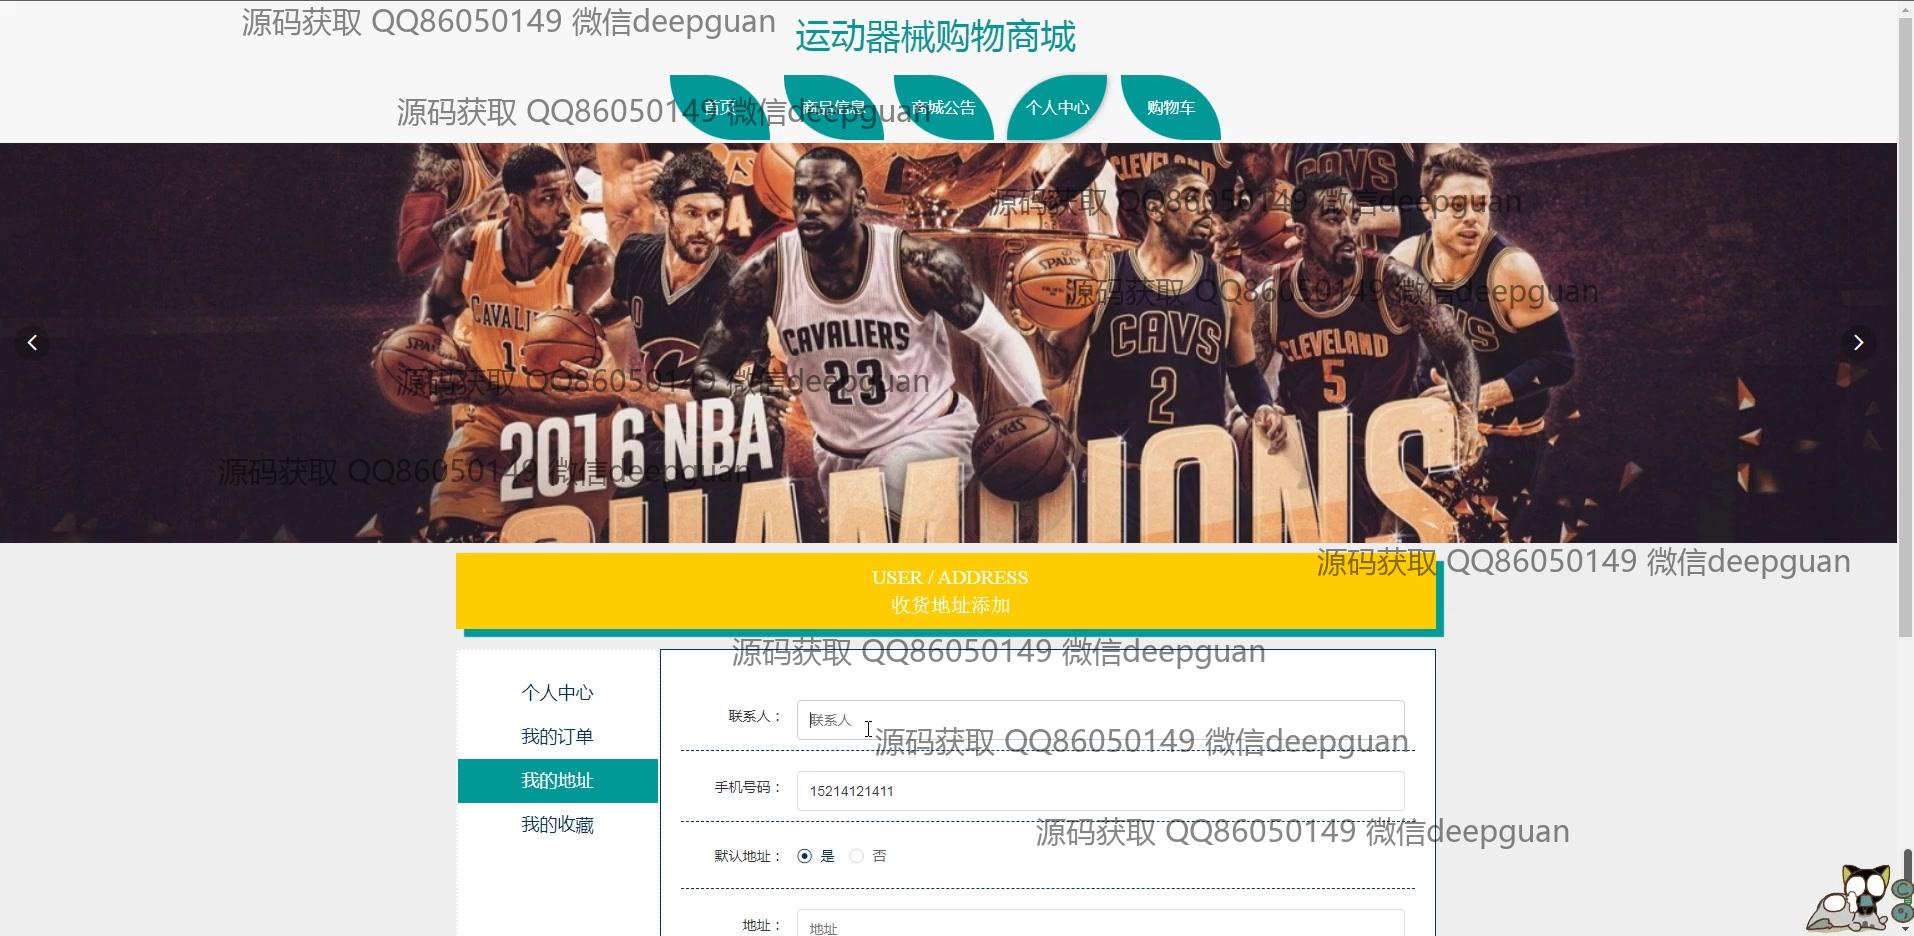 源码获取 QQ86050149 微信deepguan
运动器械购物商城
首页 商品信息 商城公告 个人中心 购物车
源码获取 QQ86050149 微信deepguan
源码获取 QQ86050149 微信deepguan
CLEVELAND
CAVS
SPALDING
源码获取 QQ86050149 微信deepguan
CAVALIERS
23
CAVS
2
CLEVELAND
5
源码获取 QQ86050149 微信deepguan
2016 NBA
CHAMPIONS
源码获取 QQ86050149 微信deepguan
源码获取 QQ86050149 微信deepguan
USER / ADDRESS
收货地址添加
源码获取 QQ86050149 微信deepguan
个人中心
我的订单
我的地址
我的收藏
联系人： 联系人
源码获取 QQ86050149 微信deepguan
手机号码： 15214121411
源码获取 QQ86050149 微信deepguan
默认地址： 是 否
地址： 地址